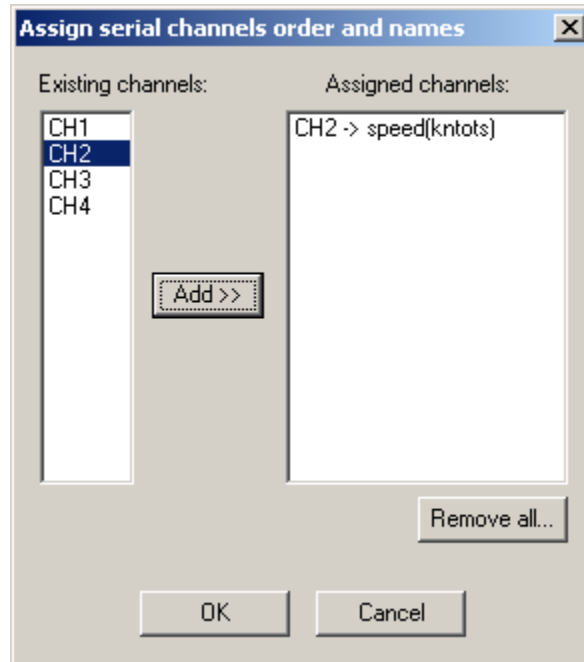 Assign serial channels order and names
Existing channels:
Assigned channels:
CH1
CH2
CH3
CH4
CH2 -> speed(kntots)
Add >>
Remove all...
OK
Cancel